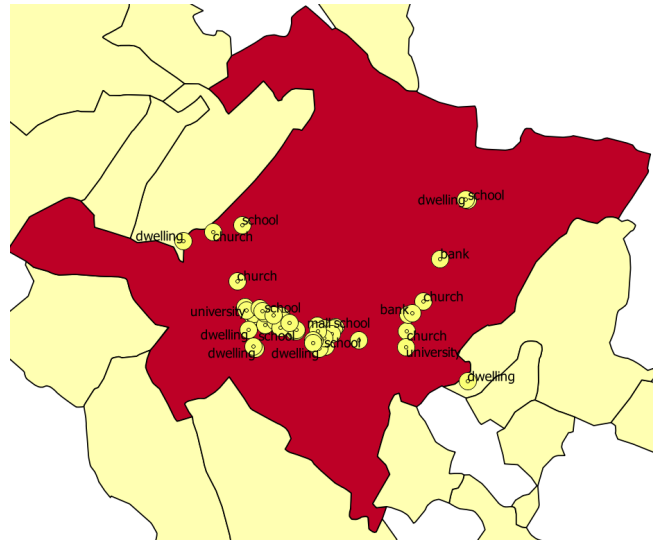 school
dwelling
school
dwelling
church
bank
church
church
university
school
bank
mall
school
dwelling
school
church
dwelling
dwelling
school
university
dwelling